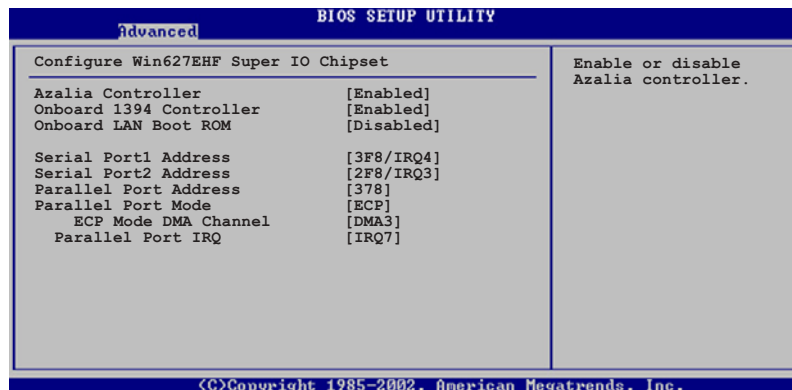 BIOS SETUP UTILITY
Advanced
Configure Win627EHF Super IO Chipset
Azalia Controller [Enabled]
Onboard 1394 Controller [Enabled]
Onboard LAN Boot ROM [Disabled]
Serial Port1 Address [3F8/IRQ4]
Serial Port2 Address [2F8/IRQ3]
Parallel Port Address [378]
Parallel Port Mode [ECP]
ECP Mode DMA Channel [DMA3]
Parallel Port IRQ [IRQ7]
Enable or disable
Azalia controller.
(C)Copyright 1985-2002, American Megatrends, Inc.